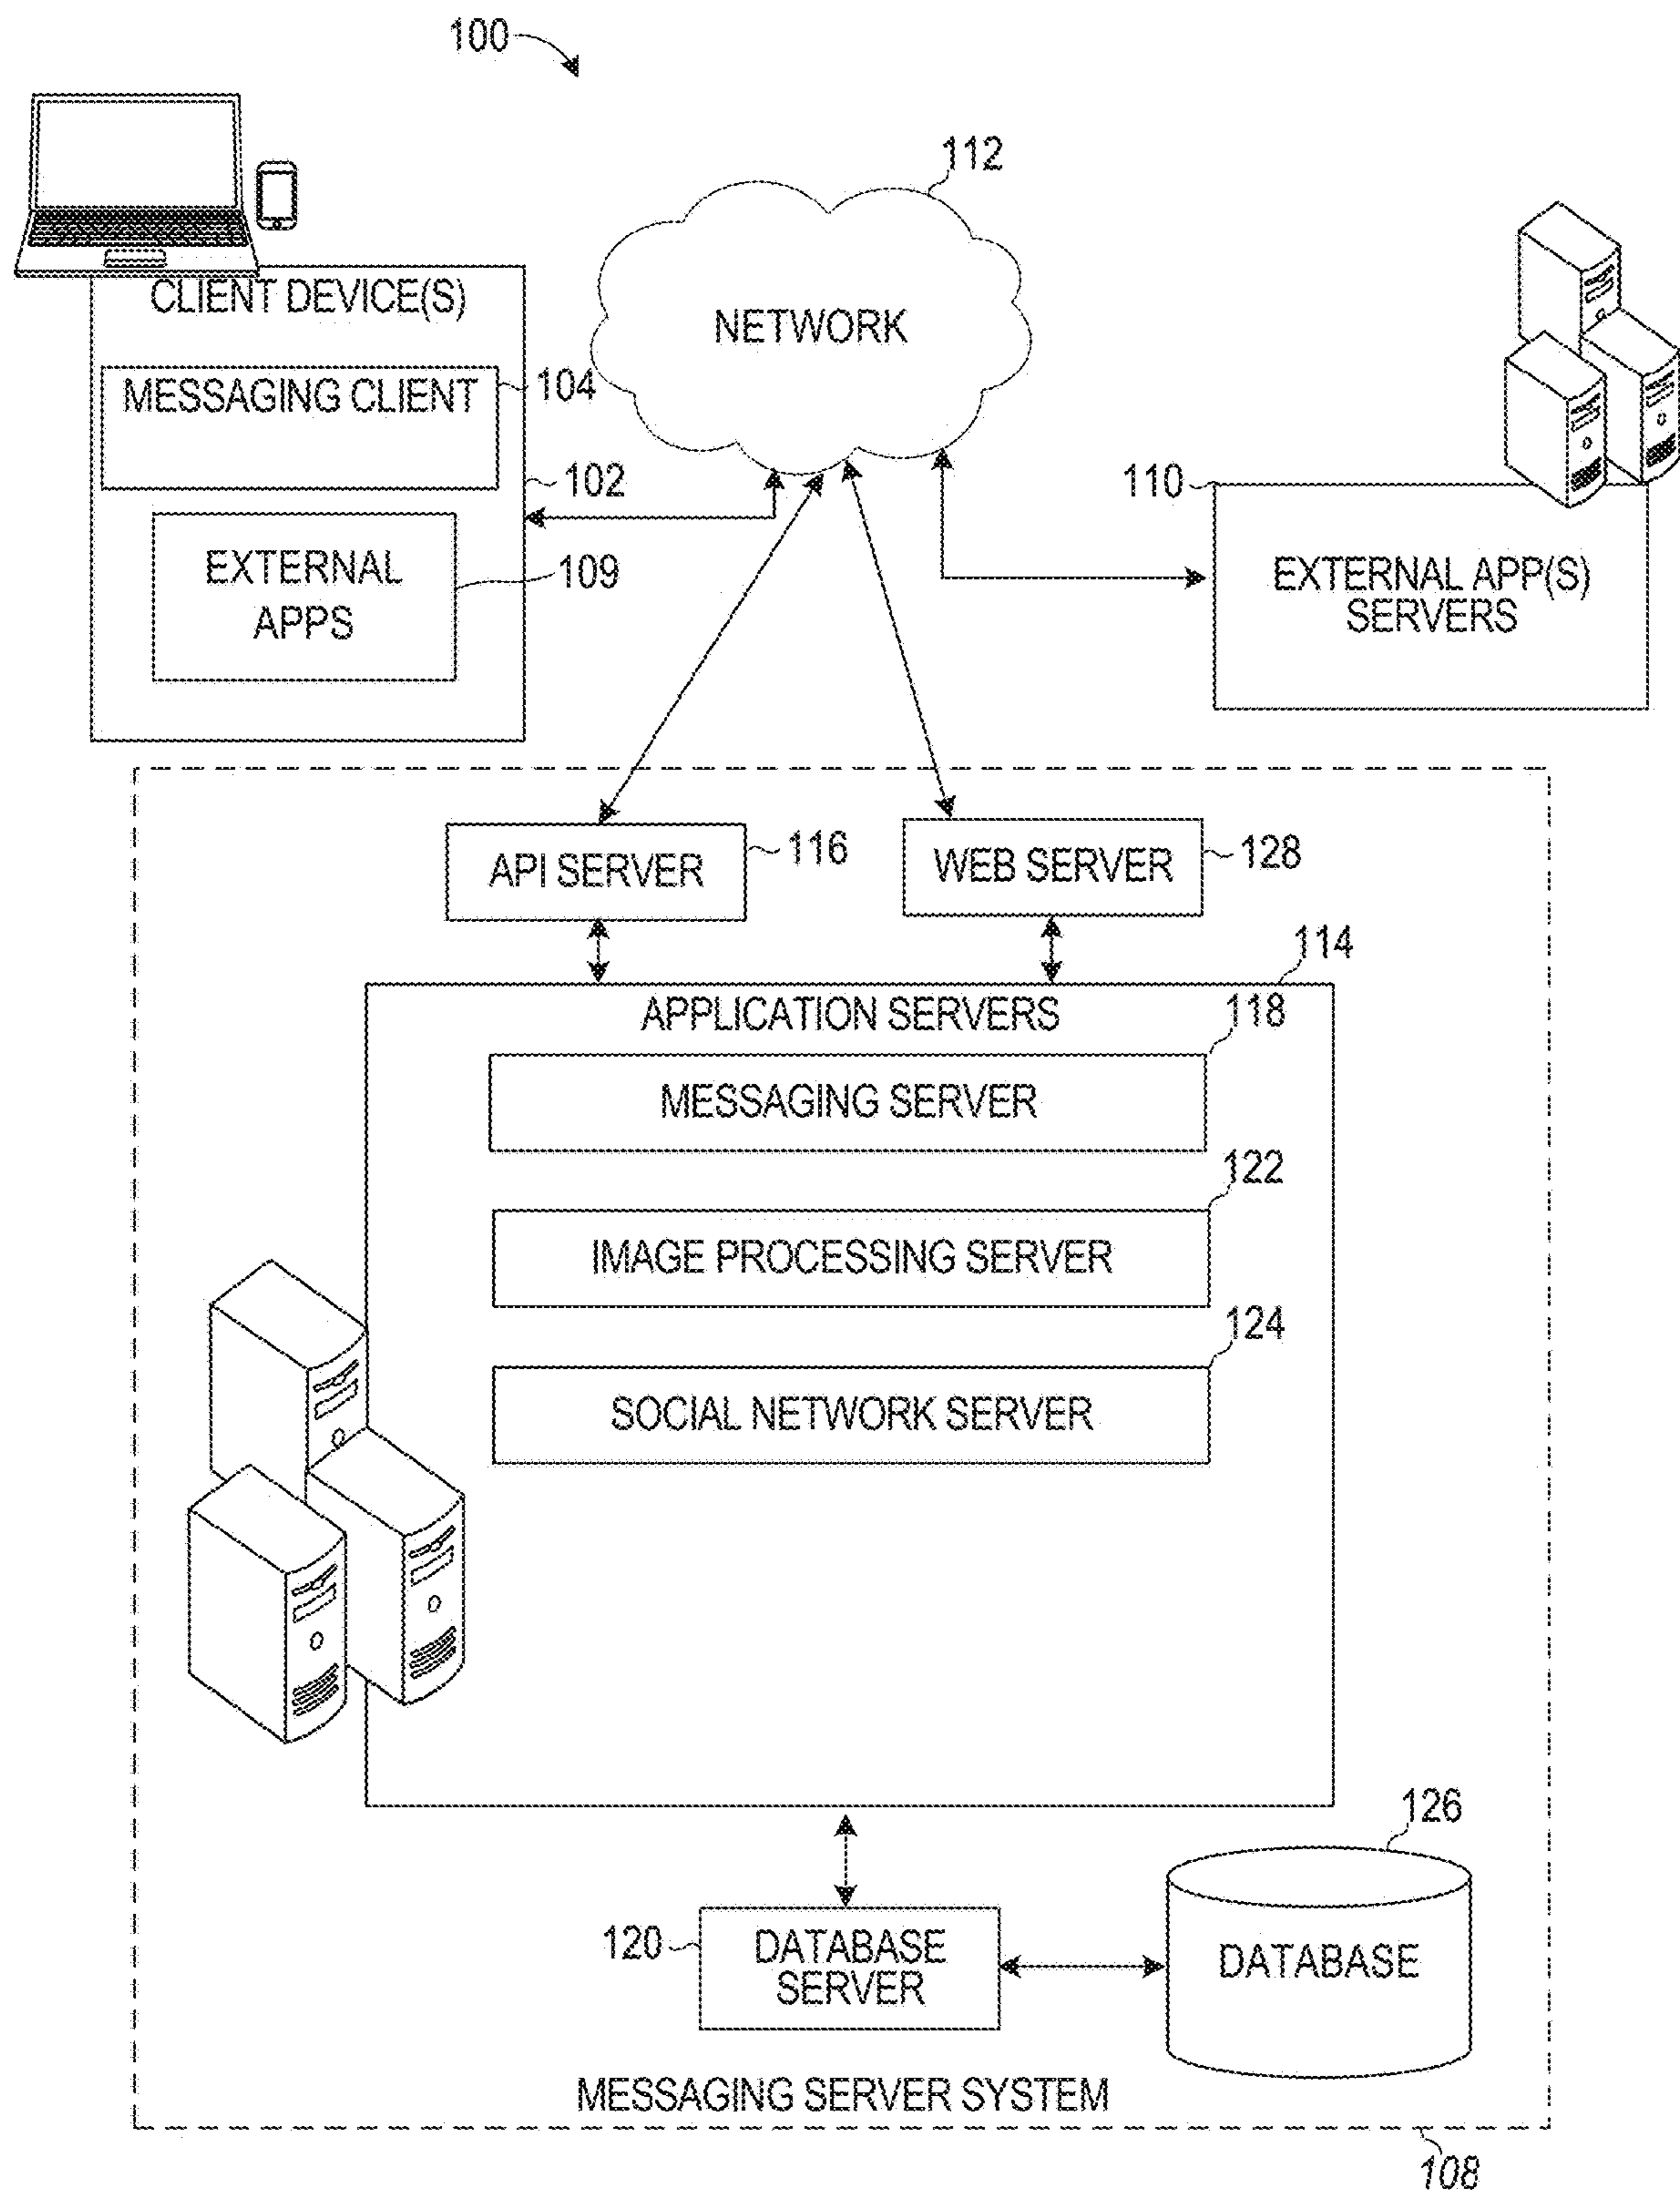 100
112
CLIENT DEVICE(S)
NETWORK
MESSAGING CLIENT
104
102
110
EXTERNAL
APPS
109
EXTERNAL APP(S)
SERVERS
API SERVER
116
WEB SERVER
128
114
APPLICATION SERVERS
118
MESSAGING SERVER
122
IMAGE PROCESSING SERVER
124
SOCIAL NETWORK SERVER
126
120
DATABASE
SERVER
DATABASE
MESSAGING SERVER SYSTEM
108